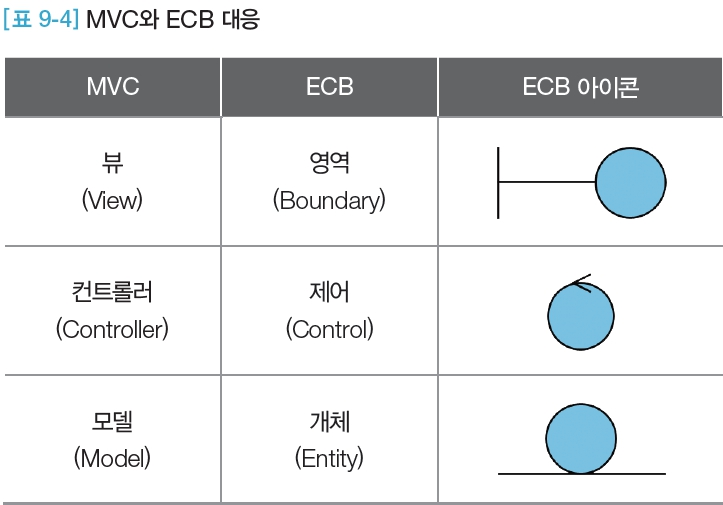 [표 9-4] MVC와 ECB 대응
MVC ECB ECB 아이콘
뷰 영역
(View) (Boundary)
컨트롤러 제어
(Controller) (Control)
모델 개체
(Model) (Entity)